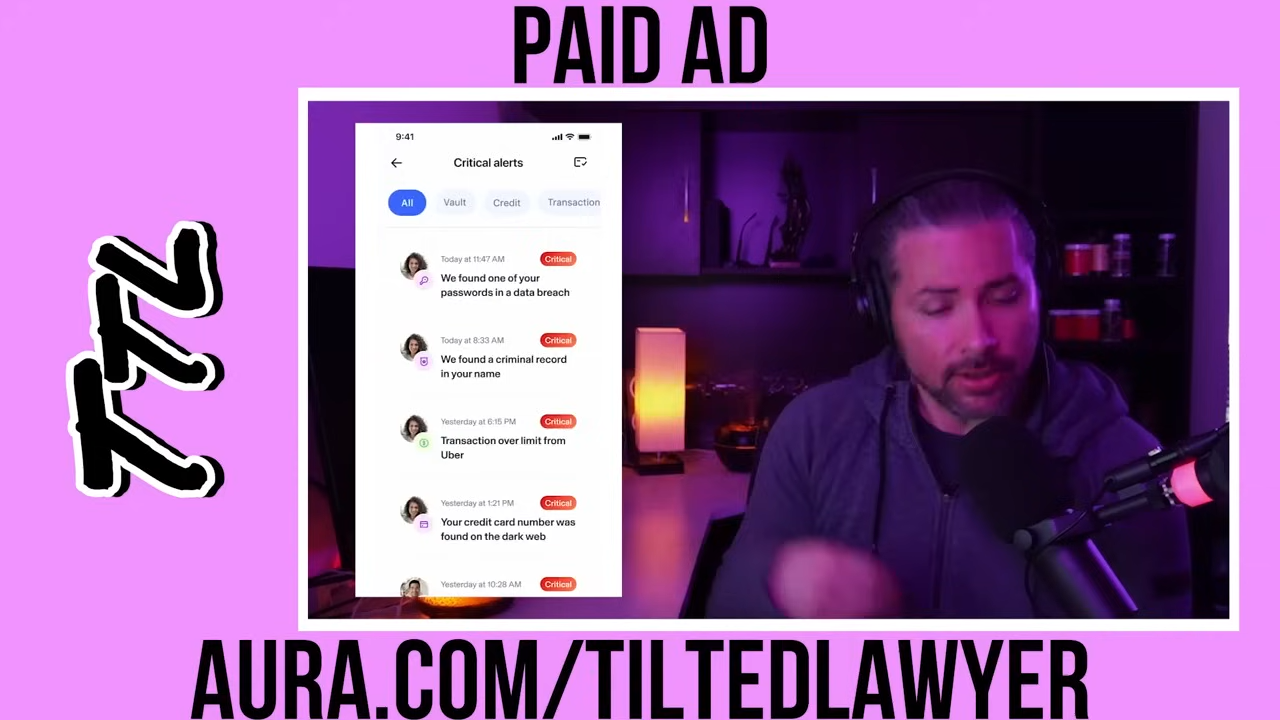 PAID AD
TTL
9:41
Critical alerts
All Vault Credit Transaction
Today at 11:47 AM Critical
We found one of your
passwords in a data breach
Today at 8:33 AM Critical
We found a criminal record
in your name
Yesterday at 6:15 PM Critical
Transaction over limit from
Uber
Yesterday at 1:21 PM Critical
Your credit card number was
found on the dark web
Yesterday at 10:28 AM Critical
AURA.COM/TILTEDLAWYER